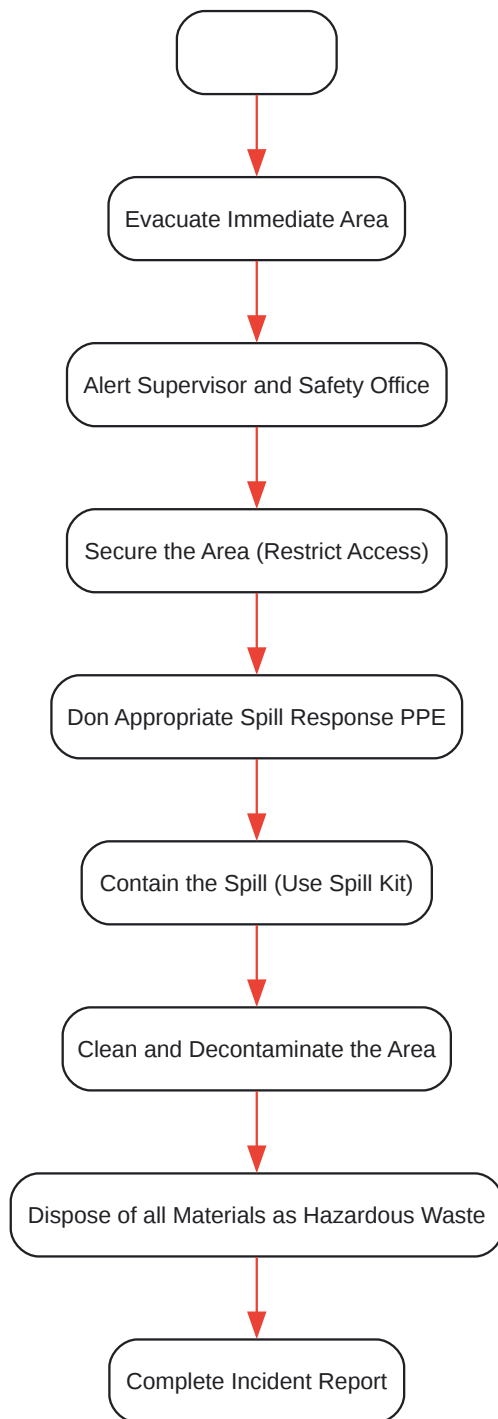 Evacuate Immediate Area
Alert Supervisor and Safety Office
Secure the Area (Restrict Access)
Don Appropriate Spill Response PPE
Contain the Spill (Use Spill Kit)
Clean and Decontaminate the Area
Dispose of all Materials as Hazardous Waste
Complete Incident Report